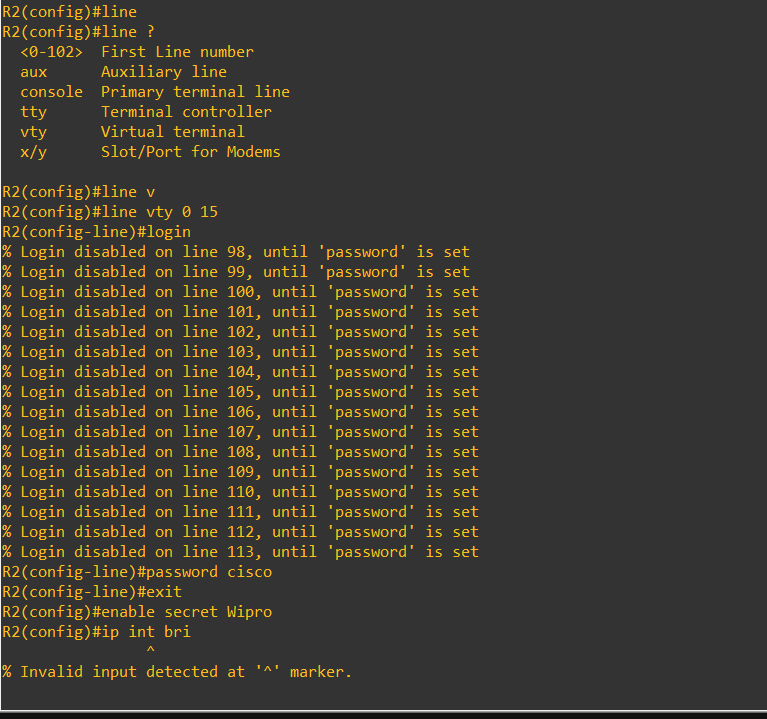 R2(config)#line
R2(config)#line ?
  <0-102>  First Line number
  aux      Auxiliary line
  console  Primary terminal line
  tty      Terminal controller
  vty      Virtual terminal
  x/y      Slot/Port for Modems

R2(config)#line v
R2(config)#line vty 0 15
R2(config-line)#login
% Login disabled on line 98, until 'password' is set
% Login disabled on line 99, until 'password' is set
% Login disabled on line 100, until 'password' is set
% Login disabled on line 101, until 'password' is set
% Login disabled on line 102, until 'password' is set
% Login disabled on line 103, until 'password' is set
% Login disabled on line 104, until 'password' is set
% Login disabled on line 105, until 'password' is set
% Login disabled on line 106, until 'password' is set
% Login disabled on line 107, until 'password' is set
% Login disabled on line 108, until 'password' is set
% Login disabled on line 109, until 'password' is set
% Login disabled on line 110, until 'password' is set
% Login disabled on line 111, until 'password' is set
% Login disabled on line 112, until 'password' is set
% Login disabled on line 113, until 'password' is set
R2(config-line)#password cisco
R2(config-line)#exit
R2(config)#enable secret Wipro
R2(config)#ip int bri
                ^
% Invalid input detected at '^' marker.